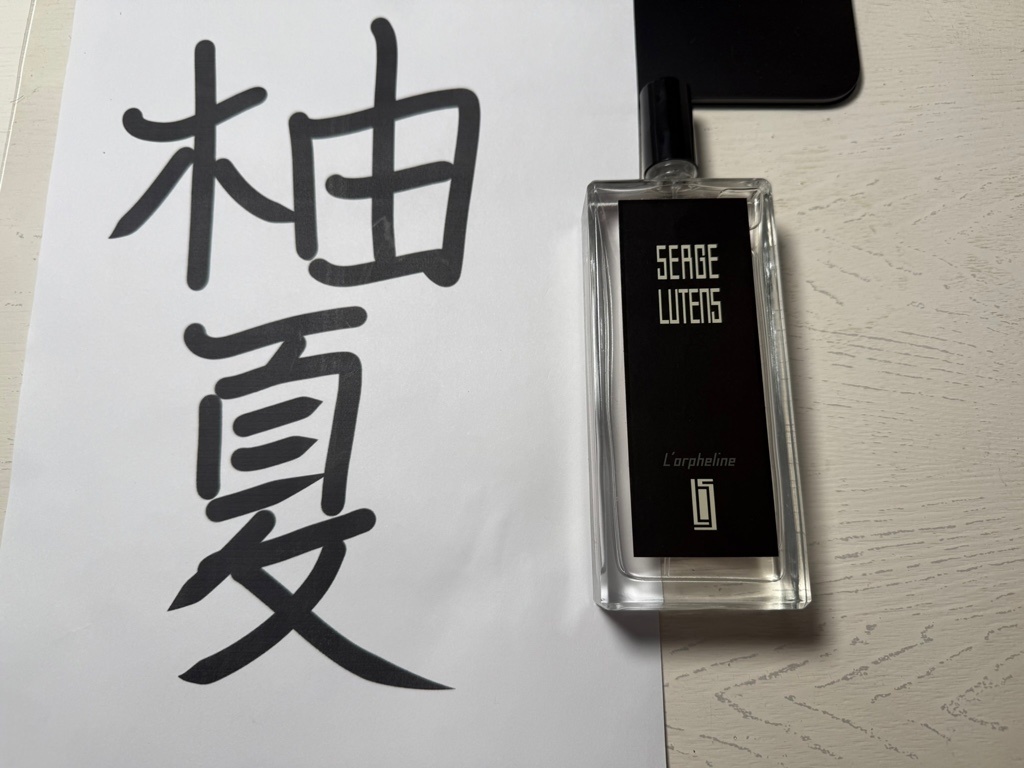 柚
夏
SERGE
LUTENS
L'orpheline